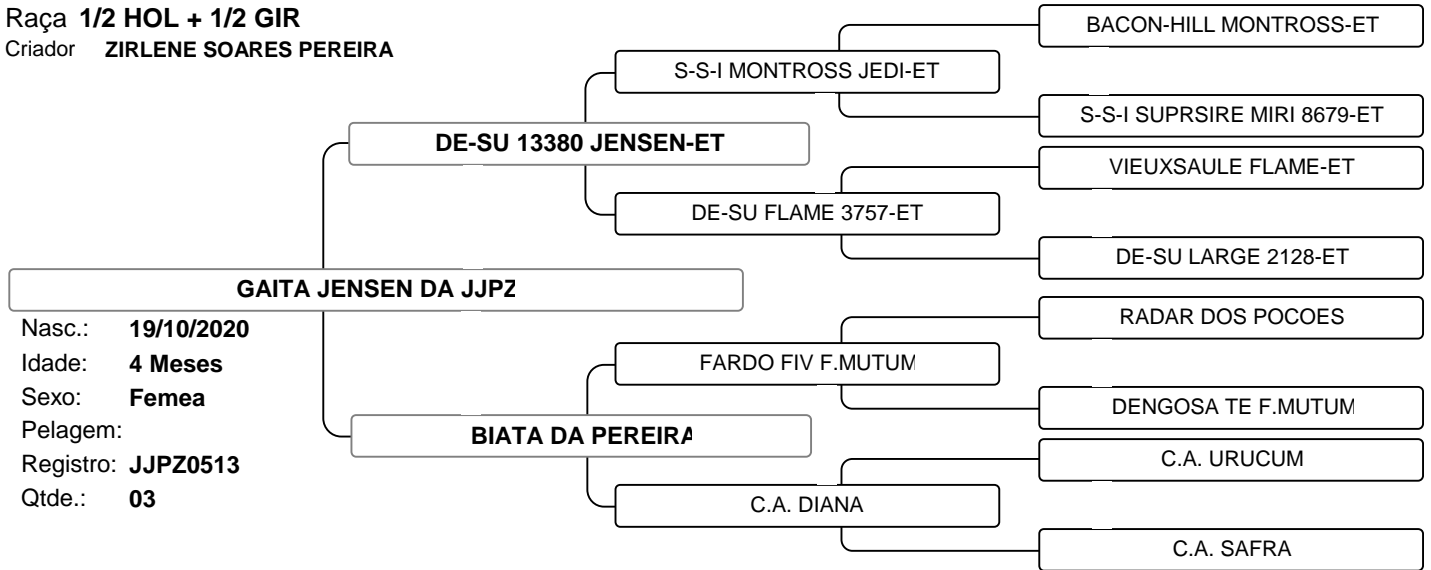 Raça 1/2 HOL + 1/2 GIR
Criador ZIRLENE SOARES PEREIRA
BACON-HILL MONTROSS-ET
S-S-I MONTROSS JEDI-ET
S-S-I SUPRSIRE MIRI 8679-ET
DE-SU 13380 JENSEN-ET
VIEUXSAULE FLAME-ET
DE-SU FLAME 3757-ET
DE-SU LARGE 2128-ET
GAITA JENSEN DA JJPZ
Nasc.: 19/10/2020
Idade: 4 Meses
Sexo: Femea
Pelagem:
Registro: JJPZ0513
Qtde.: 03
RADAR DOS POCOES
FARDO FIV F.MUTUM
DENGOSA TE F.MUTUM
BIATA DA PEREIRA
C.A. URUCUM
C.A. DIANA
C.A. SAFRA